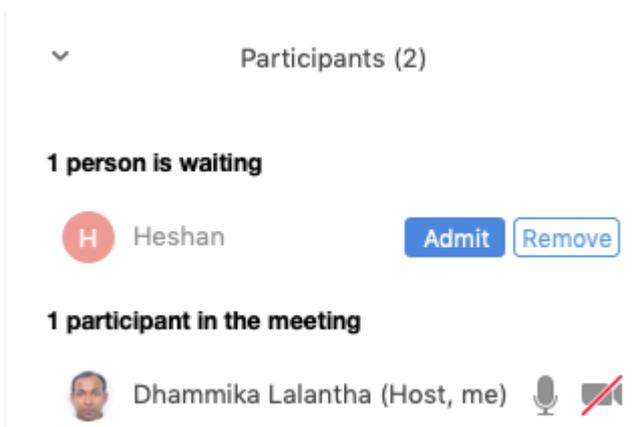 Participants (2)
1 person is waiting
H Heshan Admit Remove
1 participant in the meeting
Dhammika Lalantha (Host, me)